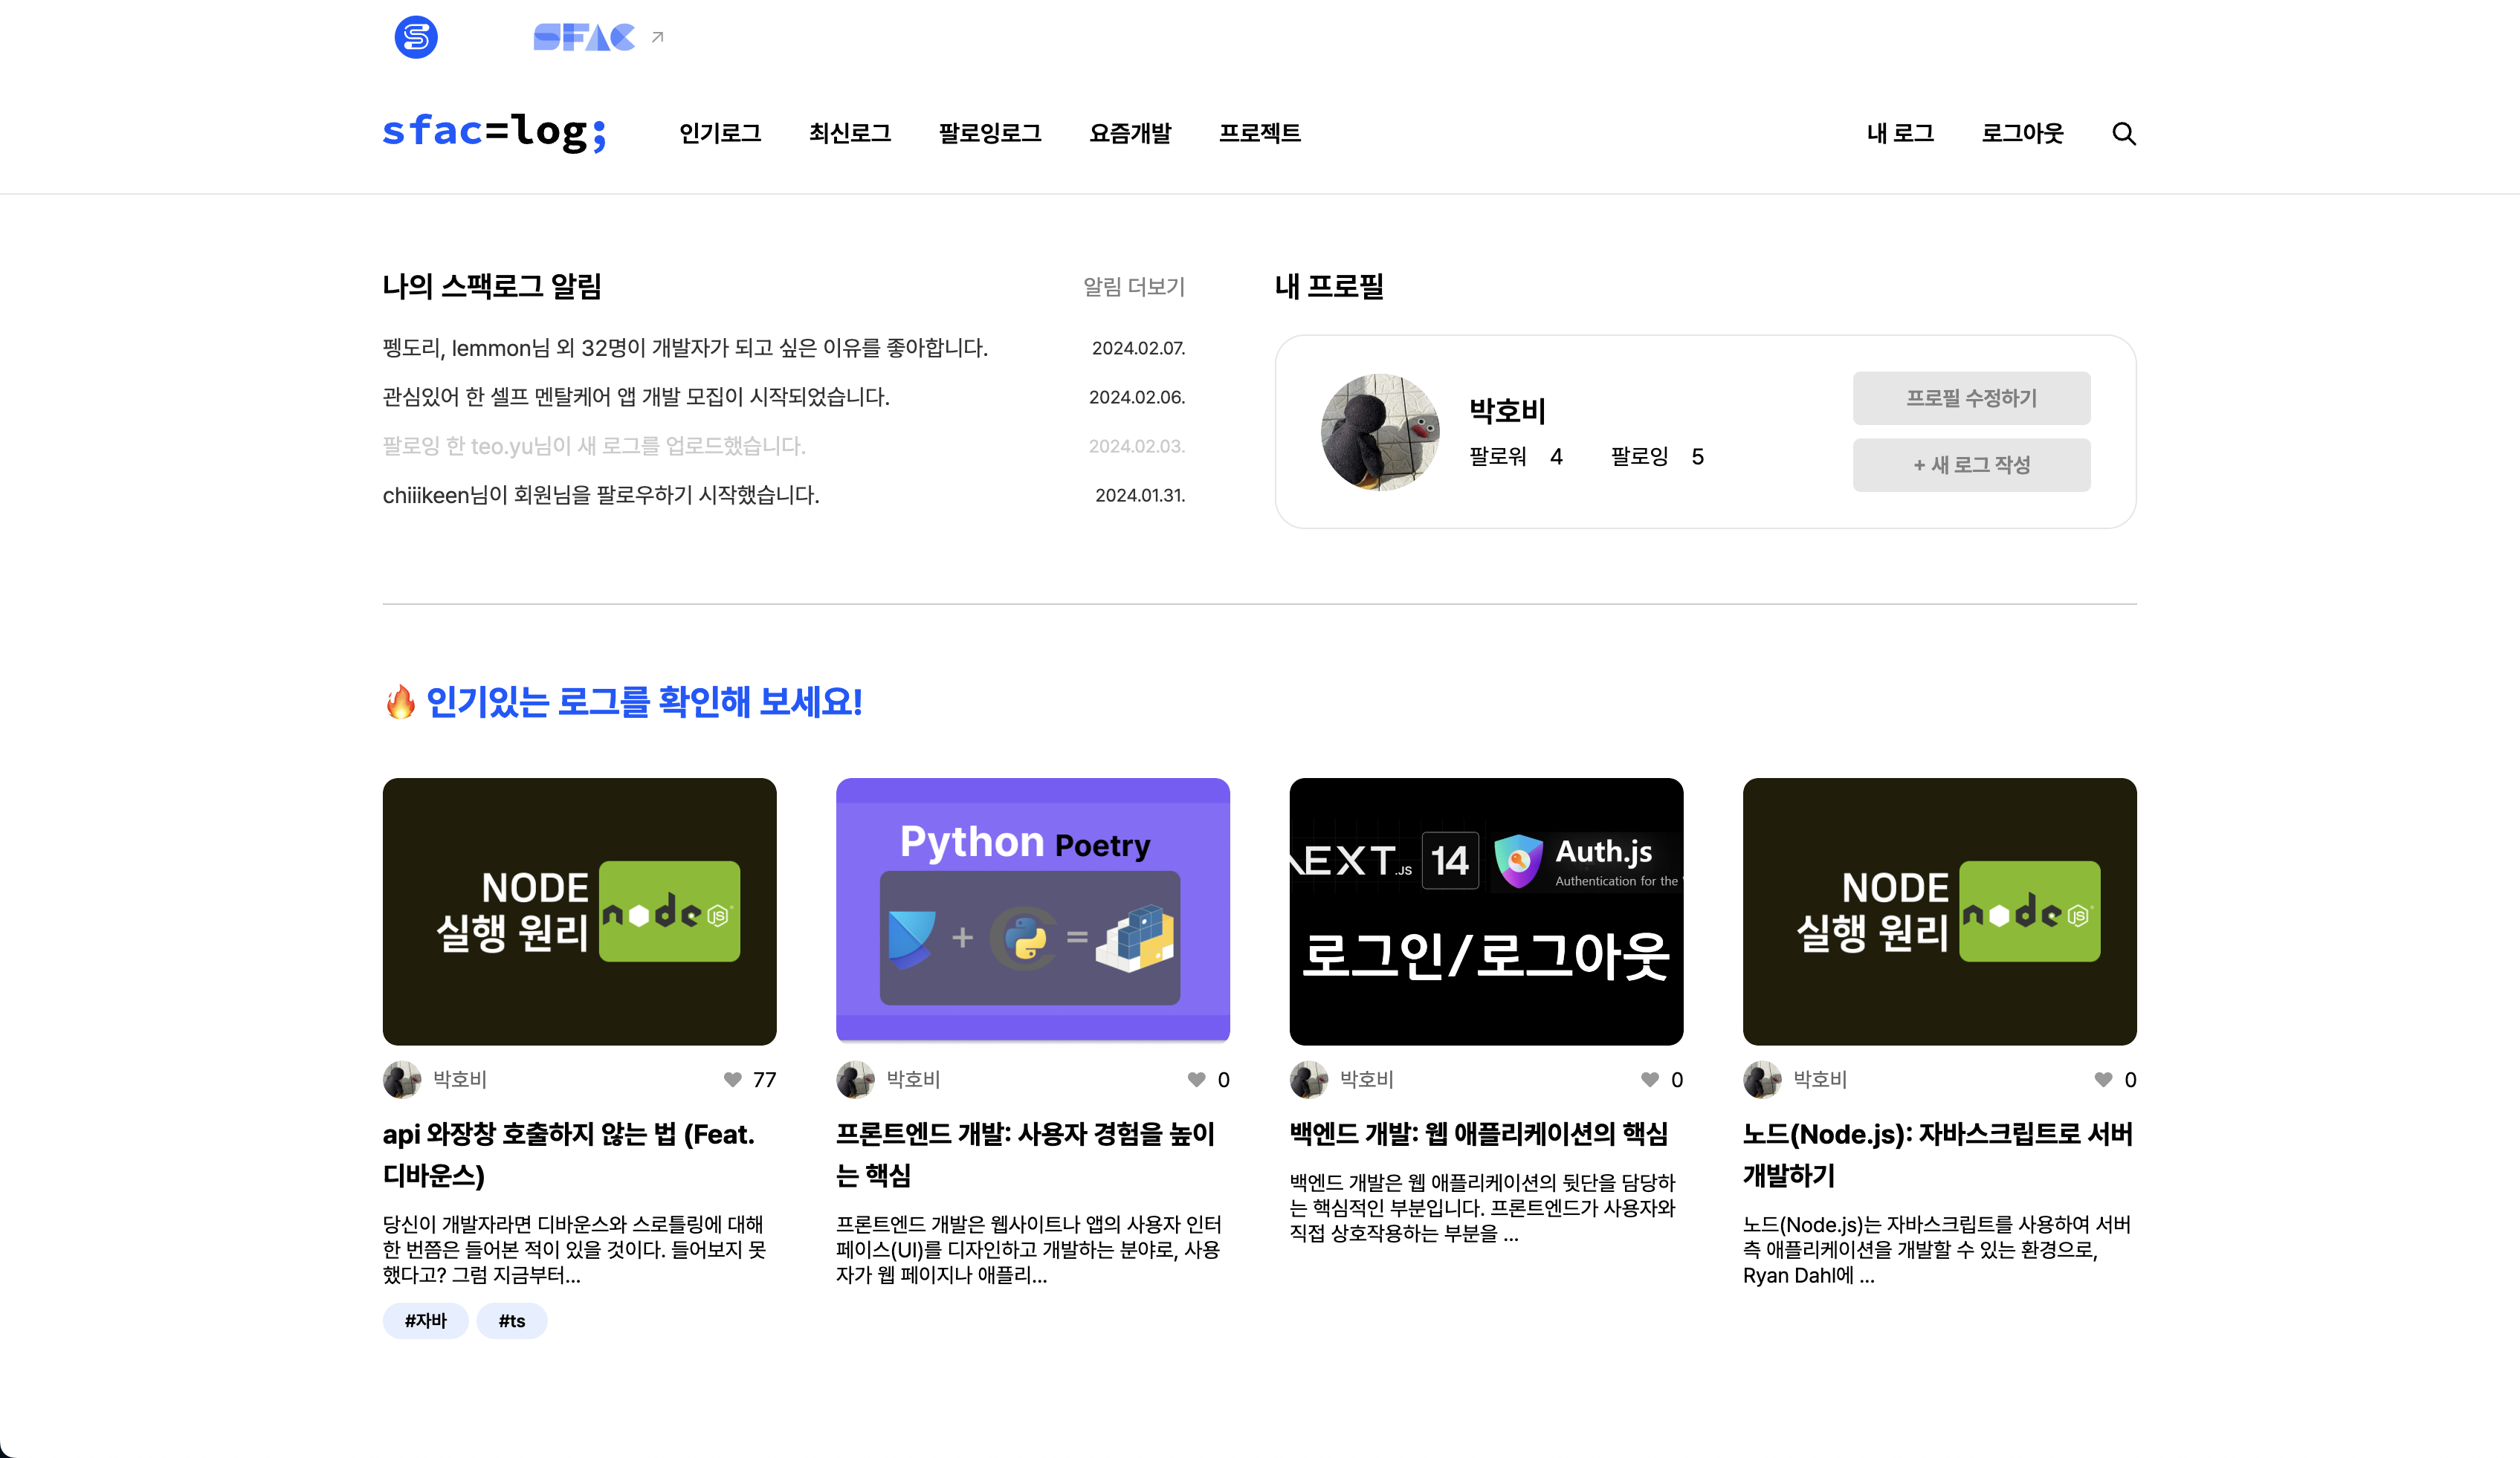 SFAC
sfac=log;
인기로그
최신로그
팔로잉로그
요즘개발
프로젝트
내 로그
로그아웃
나의 스팩로그 알림
알림 더보기
펭도리, lemmon님 외 32명이 개발자가 되고 싶은 이유를 좋아합니다.
2024.02.07.
관심있어 한 셀프 멘탈케어 앱 개발 모집이 시작되었습니다.
2024.02.06.
팔로잉 한 teo.yu님이 새 로그를 업로드했습니다.
2024.02.03.
chiiikeen님이 회원님을 팔로우하기 시작했습니다.
2024.01.31.
내 프로필
박호비
팔로워 4
팔로잉 5
프로필 수정하기
+ 새 로그 작성
🔥 인기있는 로그를 확인해 보세요!
NODE
실행 원리
node JS
박호비
77
api 와장창 호출하지 않는 법 (Feat.
디바운스)
당신이 개발자라면 디바운스와 스로틀링에 대해
한 번쯤은 들어본 적이 있을 것이다. 들어보지 못
했다고? 그럼 지금부터...
#자바
#ts
Python Poetry
+ =
박호비
0
프론트엔드 개발: 사용자 경험을 높이
는 핵심
프론트엔드 개발은 웹사이트나 앱의 사용자 인터
페이스(UI)를 디자인하고 개발하는 분야로, 사용
자가 웹 페이지나 애플리...
NEXT.JS 14
Auth.js
Authentication for the
로그인/로그아웃
박호비
0
백엔드 개발: 웹 애플리케이션의 핵심
백엔드 개발은 웹 애플리케이션의 뒷단을 담당하
는 핵심적인 부분입니다. 프론트엔드가 사용자와
직접 상호작용하는 부분을 ...
NODE
실행 원리
node JS
박호비
0
노드(Node.js): 자바스크립트로 서버
개발하기
노드(Node.js)는 자바스크립트를 사용하여 서버
측 애플리케이션을 개발할 수 있는 환경으로,
Ryan Dahl에 ...